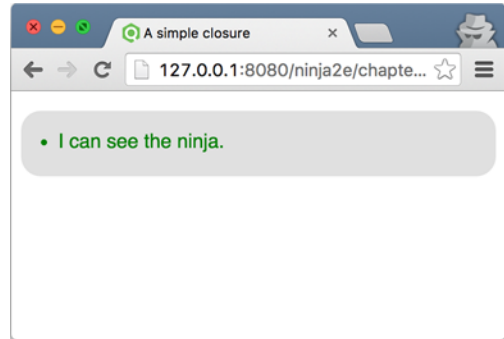 A simple closure
127.0.0.1:8080/ninja2e/chapte...
• I can see the ninja.